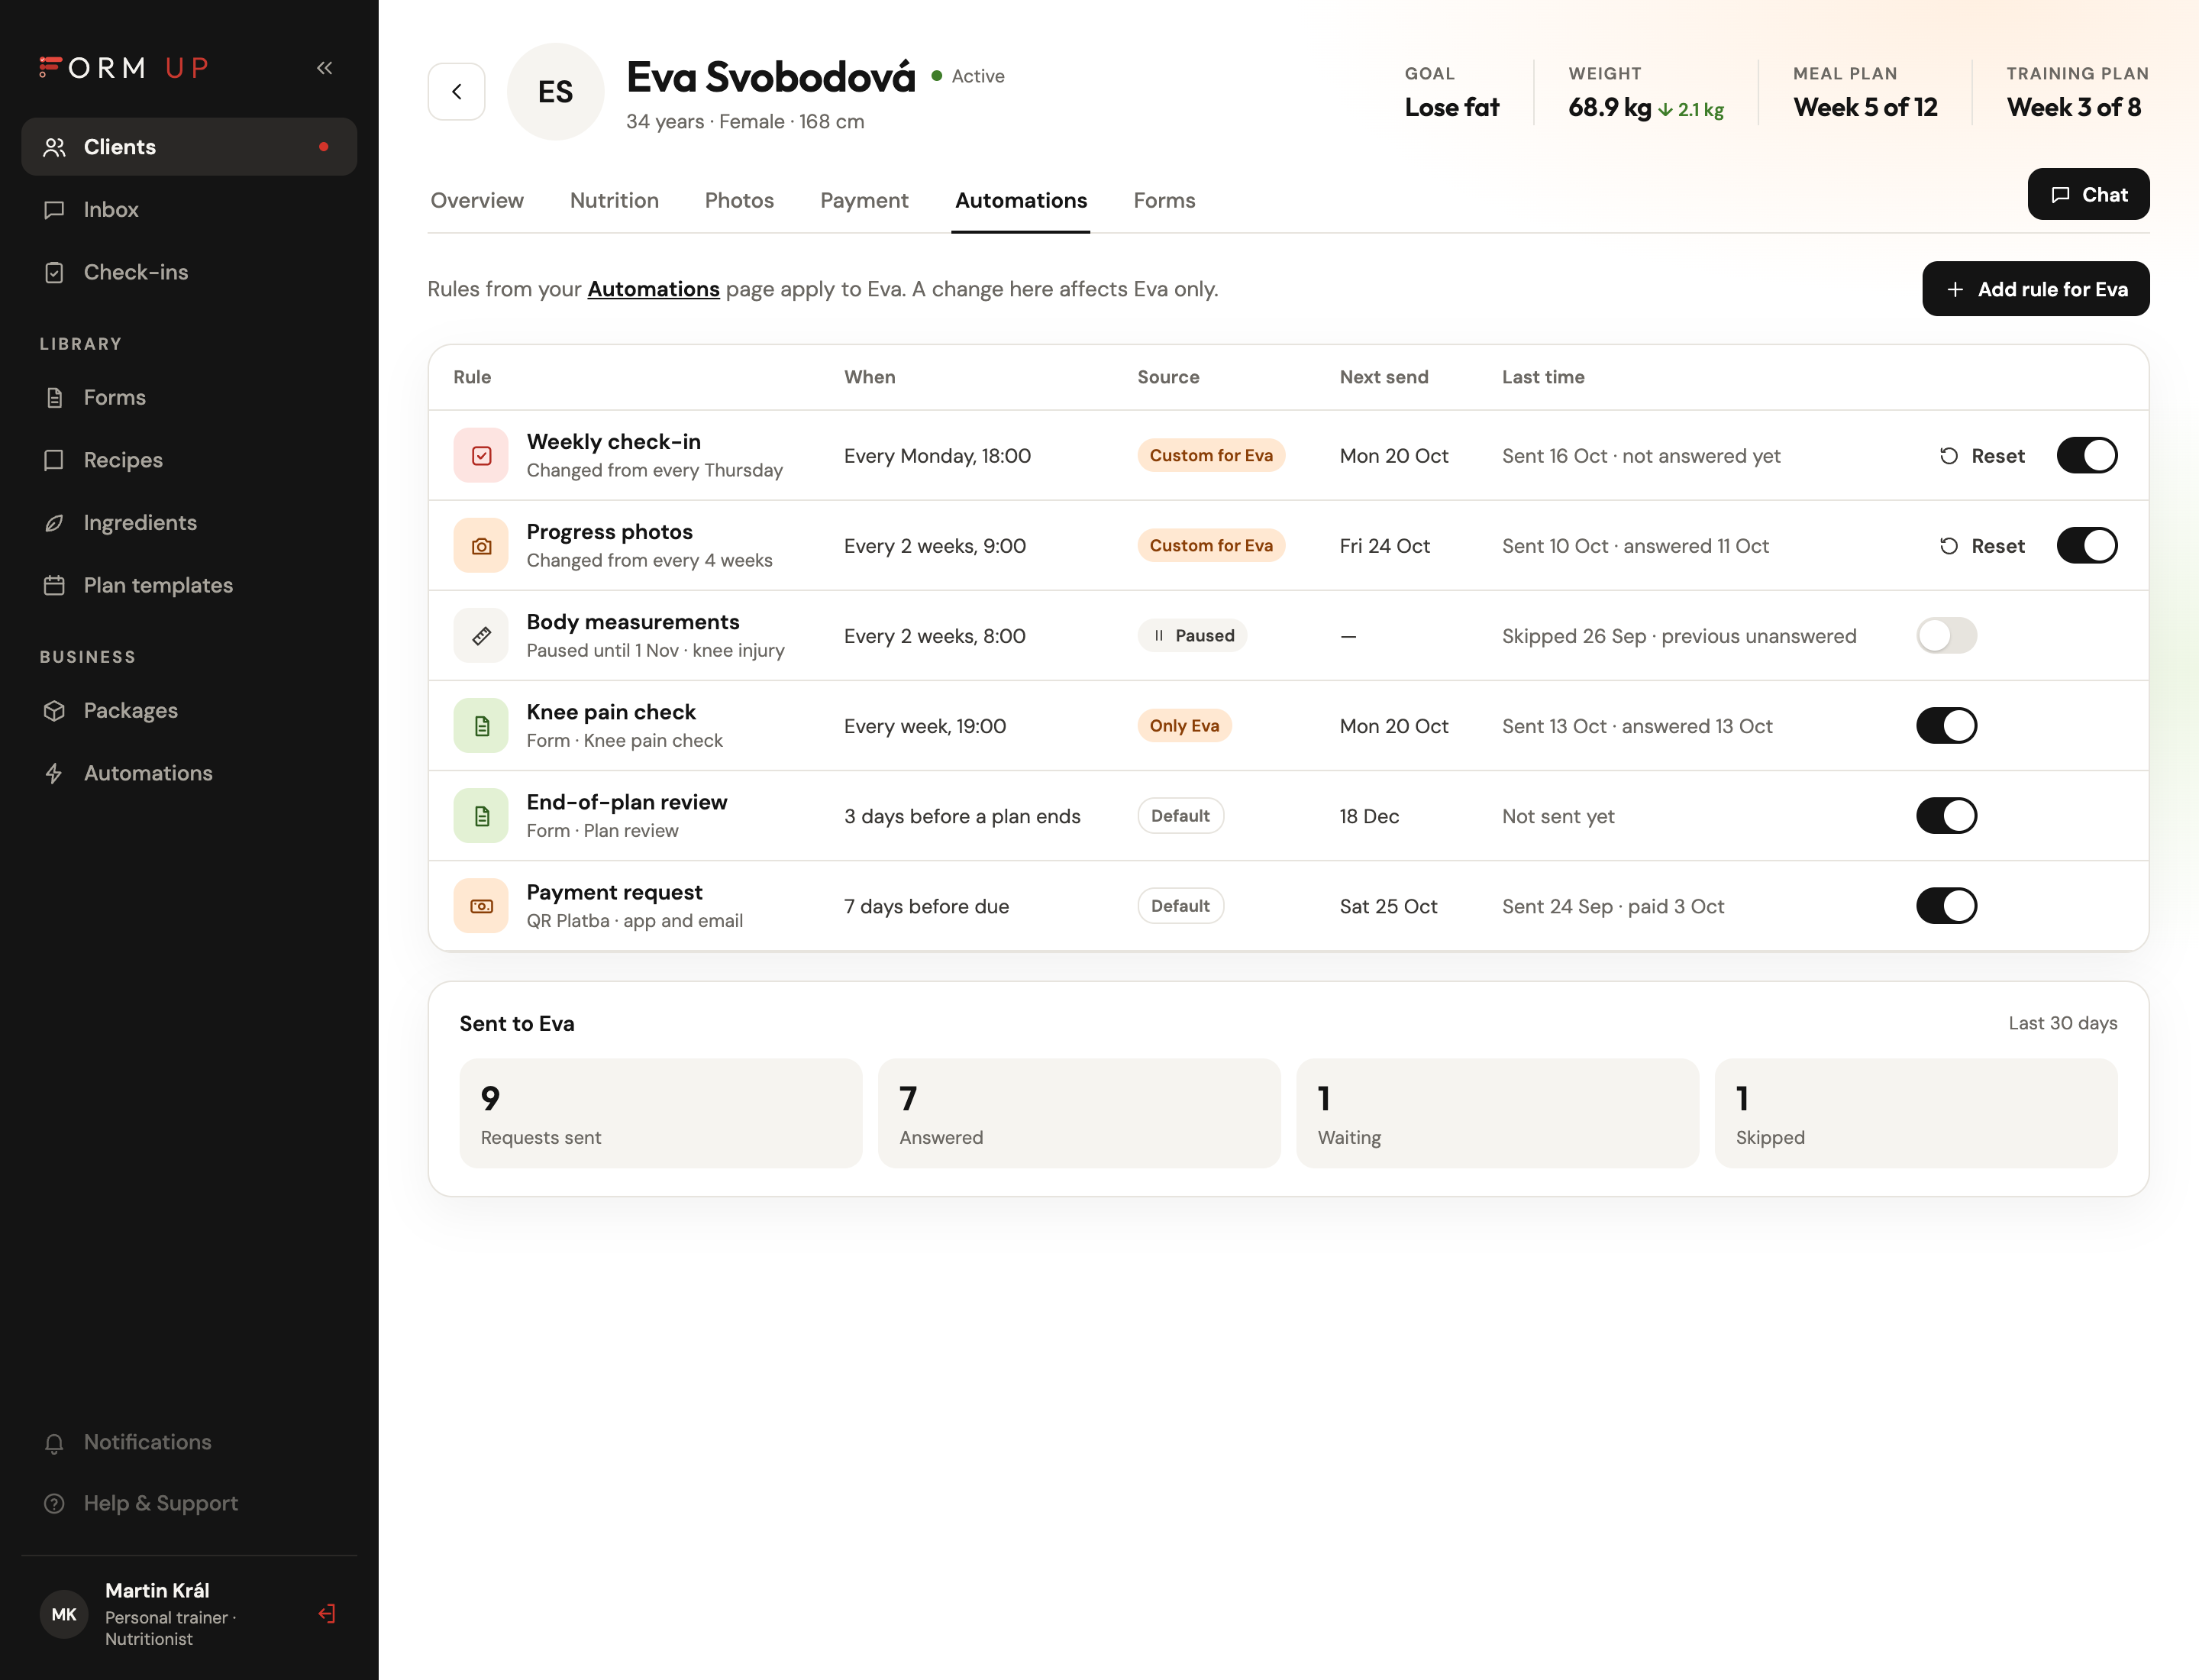 FORM UP
Clients
Inbox
Check-ins
LIBRARY
Forms
Recipes
Ingredients
Plan templates
BUSINESS
Packages
Automations
Notifications
Help & Support
MK
Martin Král
Personal trainer ·
Nutritionist
ES
Eva Svobodová
Active
34 years · Female · 168 cm
GOAL
Lose fat
WEIGHT
68.9 kg ↓ 2.1 kg
MEAL PLAN
Week 5 of 12
TRAINING PLAN
Week 3 of 8
Overview Nutrition Photos Payment Automations Forms
Chat
Rules from your Automations page apply to Eva. A change here affects Eva only.
+ Add rule for Eva
Rule When Source Next send Last time
Weekly check-in
Changed from every Thursday
Every Monday, 18:00
Custom for Eva
Mon 20 Oct
Sent 16 Oct · not answered yet
Reset
Progress photos
Changed from every 4 weeks
Every 2 weeks, 9:00
Custom for Eva
Fri 24 Oct
Sent 10 Oct · answered 11 Oct
Reset
Body measurements
Paused until 1 Nov · knee injury
Every 2 weeks, 8:00
Paused
—
Skipped 26 Sep · previous unanswered
Knee pain check
Form · Knee pain check
Every week, 19:00
Only Eva
Mon 20 Oct
Sent 13 Oct · answered 13 Oct
End-of-plan review
Form · Plan review
3 days before a plan ends
Default
18 Dec
Not sent yet
Payment request
QR Platba · app and email
7 days before due
Default
Sat 25 Oct
Sent 24 Sep · paid 3 Oct
Sent to Eva
Last 30 days
9
Requests sent
7
Answered
1
Waiting
1
Skipped